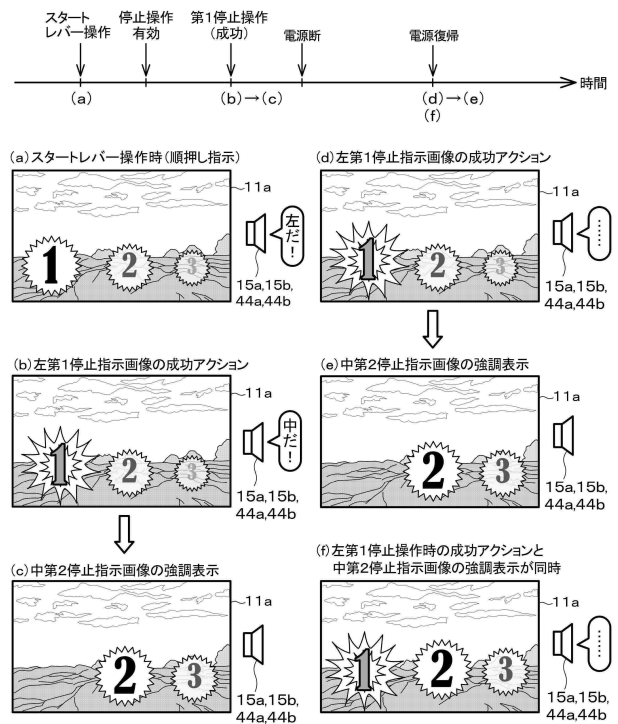 スタート
レバー操作
停止操作
有効
第1停止操作
(成功)
電源断
電源復帰
時間
(a)
(b)→(c)
(d)→(e)
(f)
(a)スタートレバー操作時(順押し指示)
11a
1
2
3
左だ!
15a,15b,
44a,44b
(b)左第1停止指示画像の成功アクション
11a
1
2
3
中だ!
15a,15b,
44a,44b
(c)中第2停止指示画像の強調表示
11a
2
3
15a,15b,
44a,44b
(d)左第1停止指示画像の成功アクション
11a
1
2
3
……
15a,15b,
44a,44b
(e)中第2停止指示画像の強調表示
11a
2
3
15a,15b,
44a,44b
(f)左第1停止操作時の成功アクションと
中第2停止指示画像の強調表示が同時
11a
1
2
3
……
15a,15b,
44a,44b